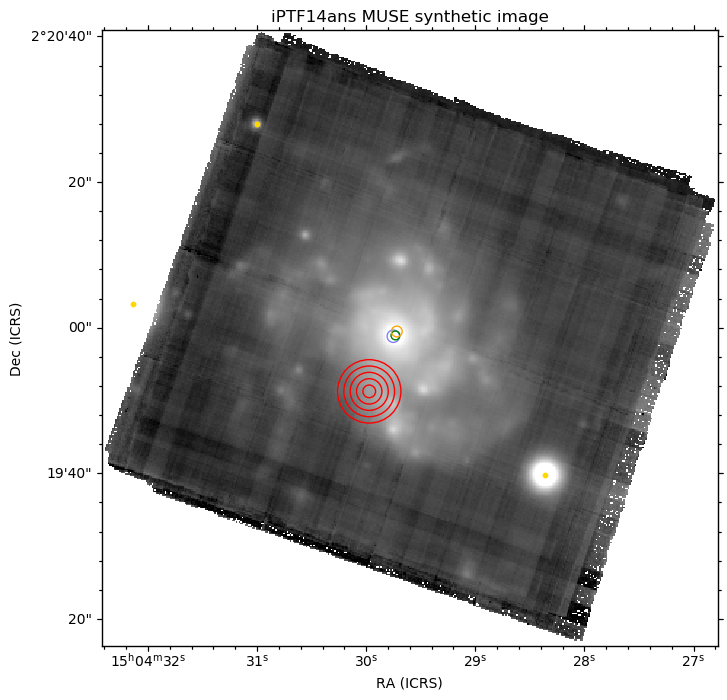 iPTF14ans MUSE synthetic image
2°20'40"
20"
00"
19'40"
20"
15ʰ04ᵐ32ˢ 31ˢ 30ˢ 29ˢ 28ˢ 27ˢ
Dec (ICRS)
RA (ICRS)